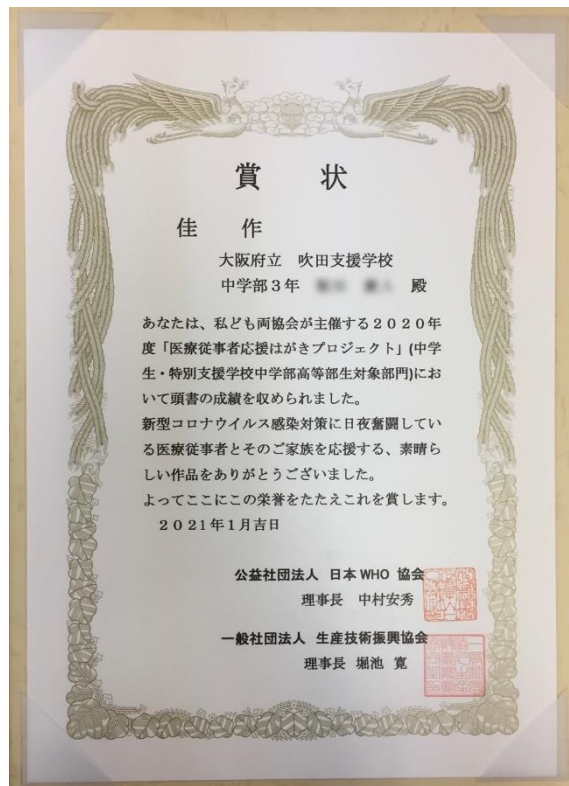 賞 状
佳 作
大阪府立 吹田支援学校
中学部3年 殿
あなたは、私ども両協会が主催する2020年
度「医療従事者応援はがきプロジェクト」(中学
生・特別支援学校中学部高等部生対象部門)にお
いて頭書の成績を収められました。
新型コロナウイルス感染対策に日夜奮闘してい
る医療従事者とそのご家族を応援する、素晴ら
しい作品をありがとうございました。
よってここにこの栄誉をたたえこれを賞します。
2021年1月吉日
公益社団法人 日本 WHO 協会
理事長 中村安秀
一般社団法人 生産技術振興協会
理事長 堀池 寛